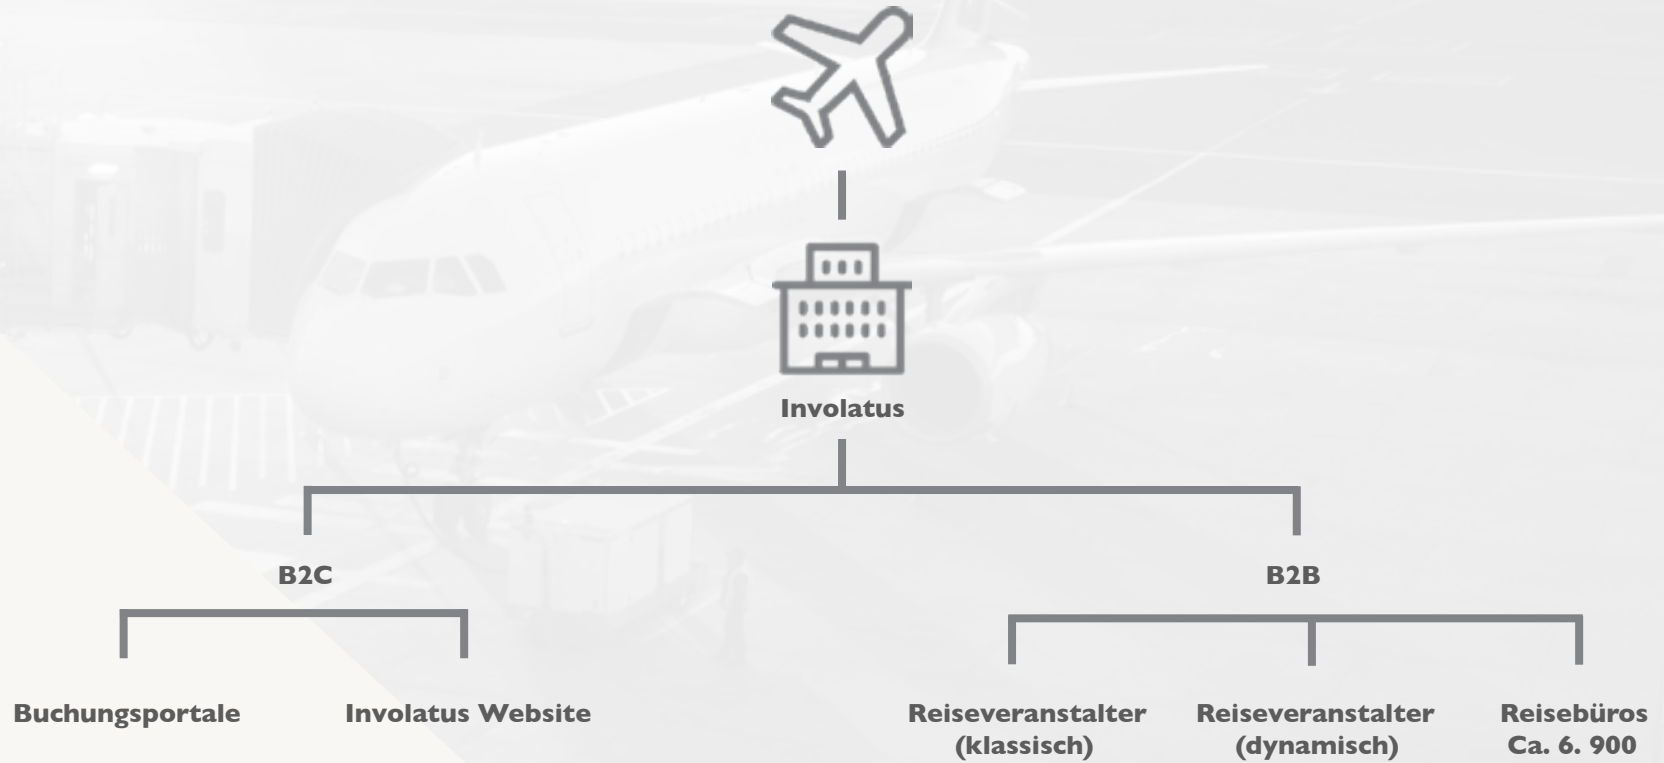 Involatus
B2C
B2B
Buchungsportale
Involatus Website
Reiseveranstalter
(klassisch)
Reiseveranstalter
(dynamisch)
Reisebüros
Ca. 6. 900